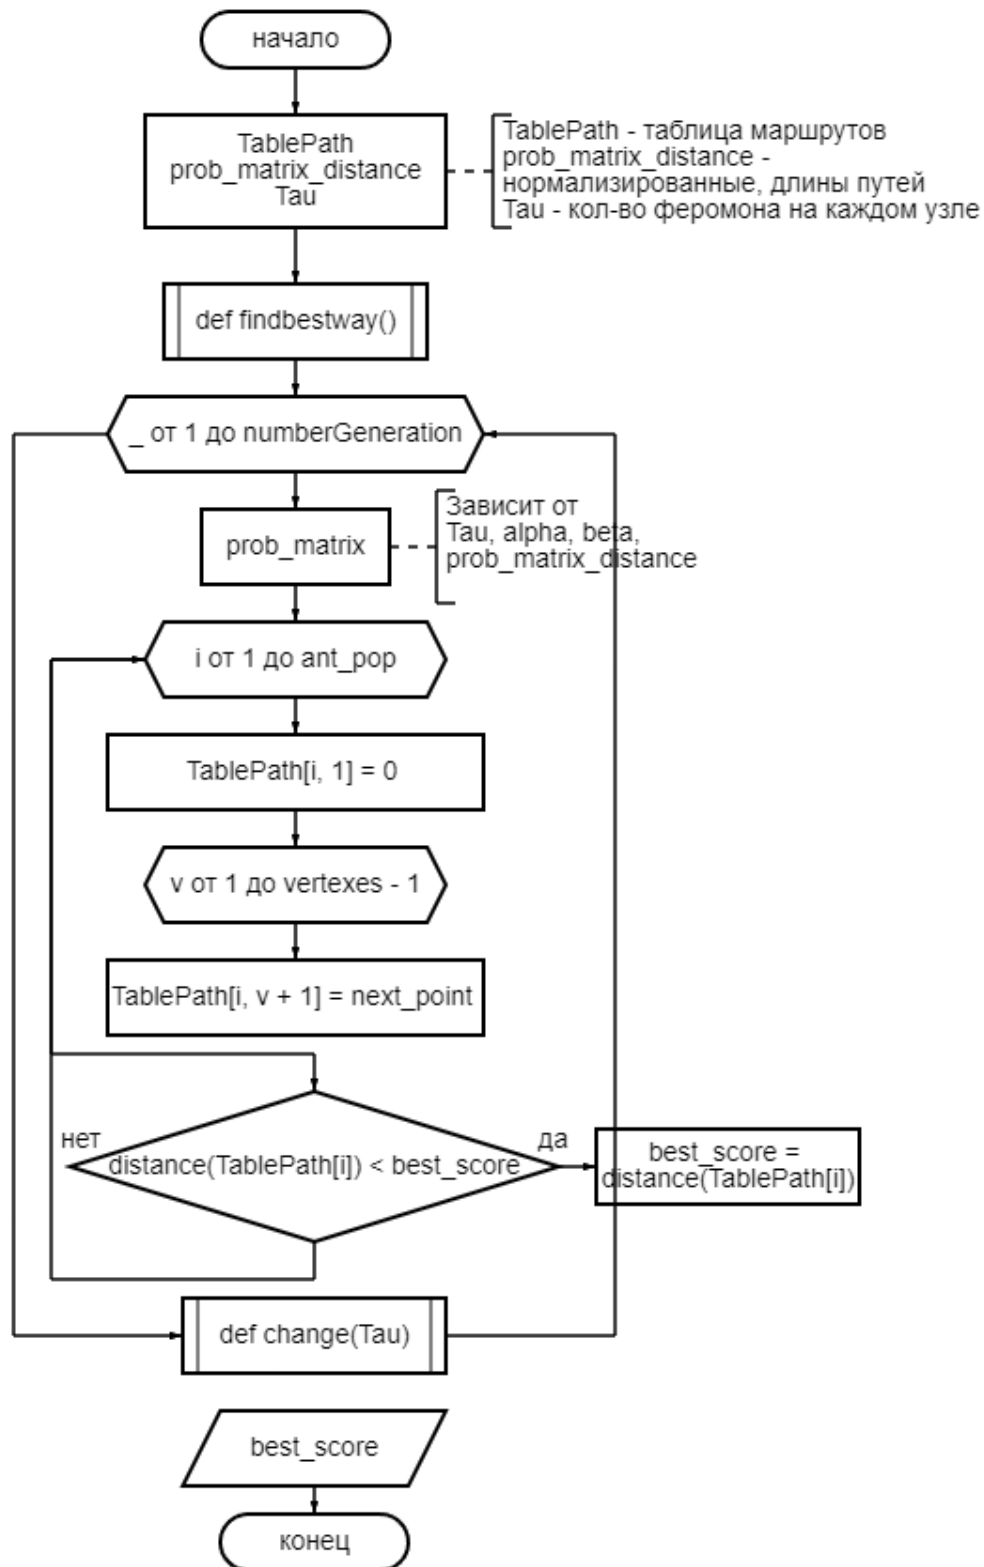 начало
TablePath
prob_matrix_distance
Tau
TablePath - таблица маршрутов
prob_matrix_distance -
нормализированные, длины путей
Tau - кол-во феромона на каждом узле
def findbestway()
_ от 1 до numberGeneration
prob_matrix
Зависит от
Tau, alpha, beta,
prob_matrix_distance
i от 1 до ant_pop
TablePath[i, 1] = 0
v от 1 до vertexes - 1
TablePath[i, v + 1] = next_point
нет
distance(TablePath[i]) < best_score
да
best_score =
distance(TablePath[i])
def change(Tau)
best_score
конец